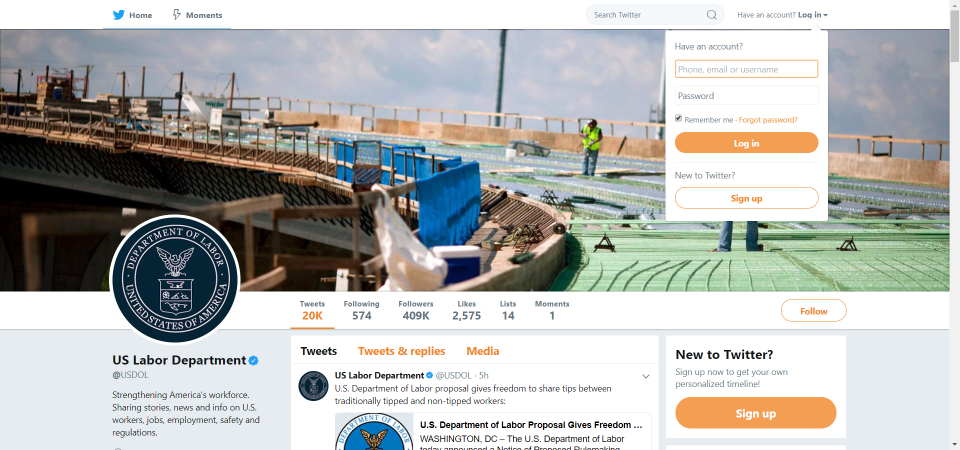 Home
Moments
Search Twitter
Have an account? Log in
Have an account?
Phone, email or username
Password
Remember me · Forgot password?
Log in
New to Twitter?
Sign up
DEPARTMENT OF LABOR
UNITED STATES OF AMERICA
Tweets
20K
Following
574
Followers
409K
Likes
2,575
Lists
14
Moments
1
Follow
US Labor Department
@USDOL
Strengthening America's workforce.
Sharing stories, news and info on U.S.
workers, jobs, employment, safety and
regulations.
Tweets
Tweets & replies
Media
US Labor Department @USDOL · 5h
U.S. Department of Labor proposal gives freedom to share tips between
traditionally tipped and non-tipped workers:
U.S. Department of Labor Proposal Gives Freedom ...
WASHINGTON, DC – The U.S. Department of Labor
today announced a Notice of Proposed Rulemaking
New to Twitter?
Sign up now to get your own
personalized timeline!
Sign up